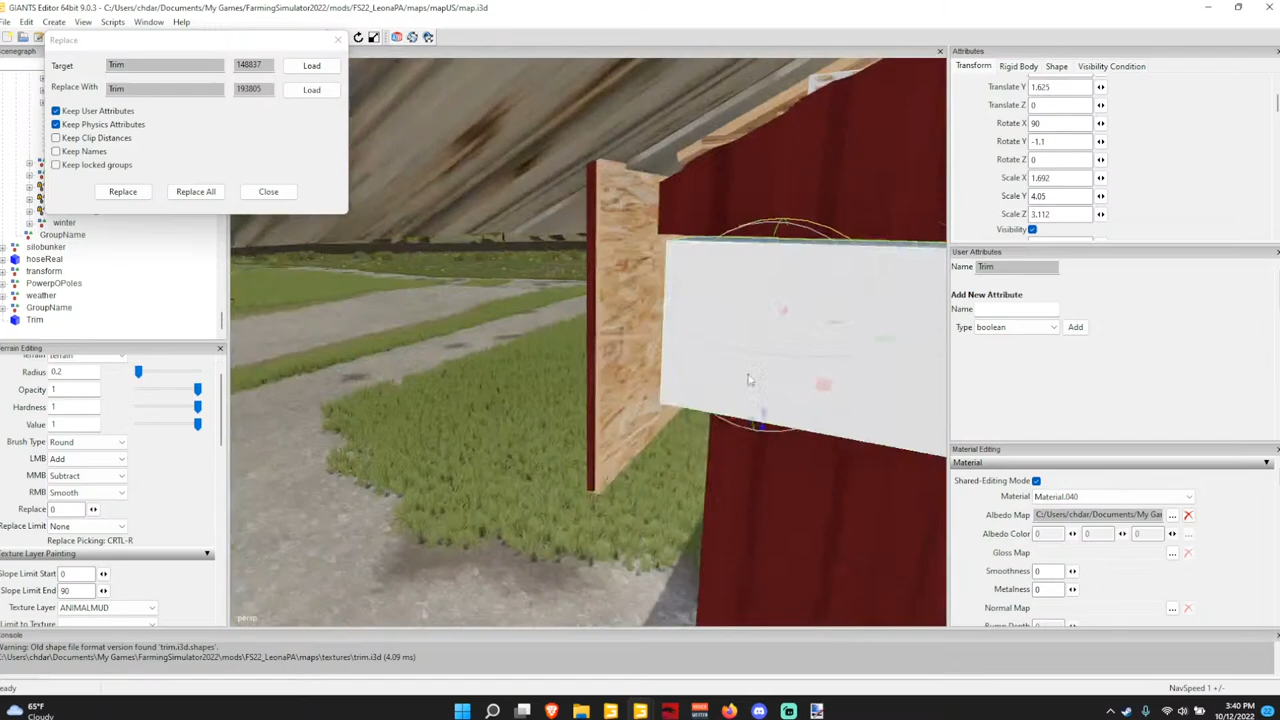 GIANTS Editor 64bit v9.0.3 - C:/Users/chdar/Documents/My Games/FarmingSimulator2022/mods/FS22_LeonaPA/maps/mapUS/map.i3d
File Edit Create View Scripts Window Help
Scenegraph
Replace
Target Trim 148837 Load
Replace With Trim 193805 Load
Keep User Attributes
Keep Physics Attributes
Keep Clip Distances
Keep Names
Keep locked groups
Replace Replace All Close
winter
GroupName
silobunker
hoseReal
transform
PowerpOPoles
weather
GroupName
Trim
Terrain Editing
Terrain terrain
Radius 0.2
Opacity 1
Hardness 1
Value 1
Brush Type Round
LMB Add
MMB Subtract
RMB Smooth
Replace 0
Replace Limit None
Replace Picking: CRTL-R
Texture Layer Painting
Slope Limit Start 0
Slope Limit End 90
Texture Layer ANIMALMUD
Limit to Texture
persp
Attributes
Transform Rigid Body Shape Visibility Condition
Translate Y 1.625
Translate Z 0
Rotate X 90
Rotate Y -1.1
Rotate Z 0
Scale X 1.692
Scale Y 4.05
Scale Z 3.112
Visibility
User Attributes
Name Trim
Add New Attribute
Name
Type boolean Add
Material Editing
Material
Shared-Editing Mode
Material Material.040
Albedo Map C:/Users/chdar/Documents/My Gar
Albedo Color 0 0 0
Gloss Map
Smoothness 0
Metalness 0
Normal Map
Bump Depth
Console
Warning: Old shape file format version found 'trim.i3d.shapes'.
C:\Users\chdar\Documents\My Games\FarmingSimulator2022\mods\FS22_LeonaPA\maps\textures\trim.i3d (4.09 ms)
Ready
NavSpeed 1 +/-
65°F
Cloudy
3:40 PM
10/12/2022